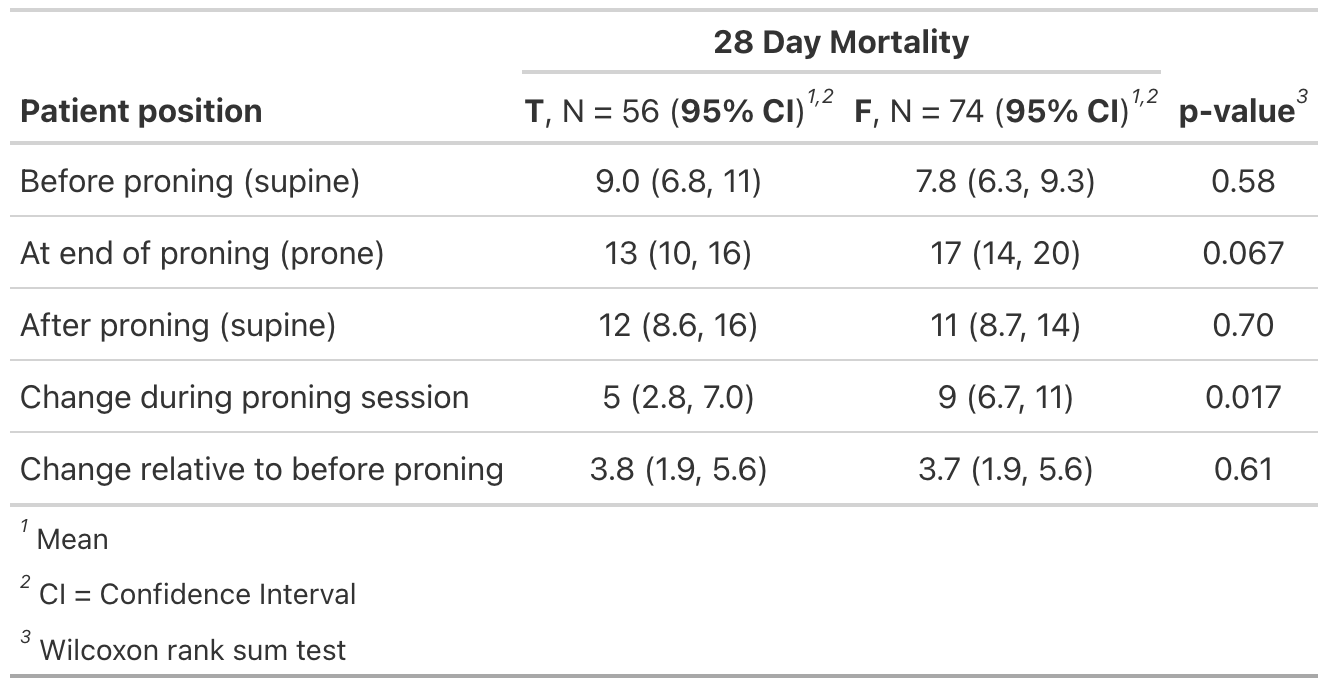 28 Day Mortality
Patient position T, N = 56 (95% CI)1,2 F, N = 74 (95% CI)1,2 p-value3
Before proning (supine) 9.0 (6.8, 11) 7.8 (6.3, 9.3) 0.58
At end of proning (prone) 13 (10, 16) 17 (14, 20) 0.067
After proning (supine) 12 (8.6, 16) 11 (8.7, 14) 0.70
Change during proning session 5 (2.8, 7.0) 9 (6.7, 11) 0.017
Change relative to before proning 3.8 (1.9, 5.6) 3.7 (1.9, 5.6) 0.61
1 Mean
2 CI = Confidence Interval
3 Wilcoxon rank sum test